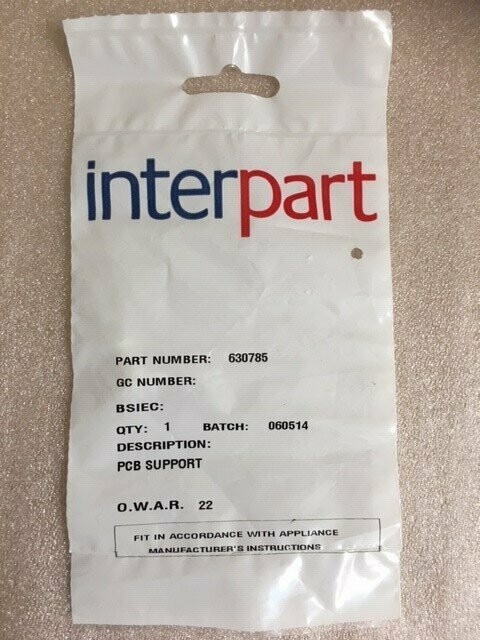 interpart
PART NUMBER: 630785
GC NUMBER:
BSIEC:
QTY: 1 BATCH: 060514
DESCRIPTION:
PCB SUPPORT
O.W.A.R. 22
FIT IN ACCORDANCE WITH APPLIANCE
MANUFACTURER'S INSTRUCTIONS